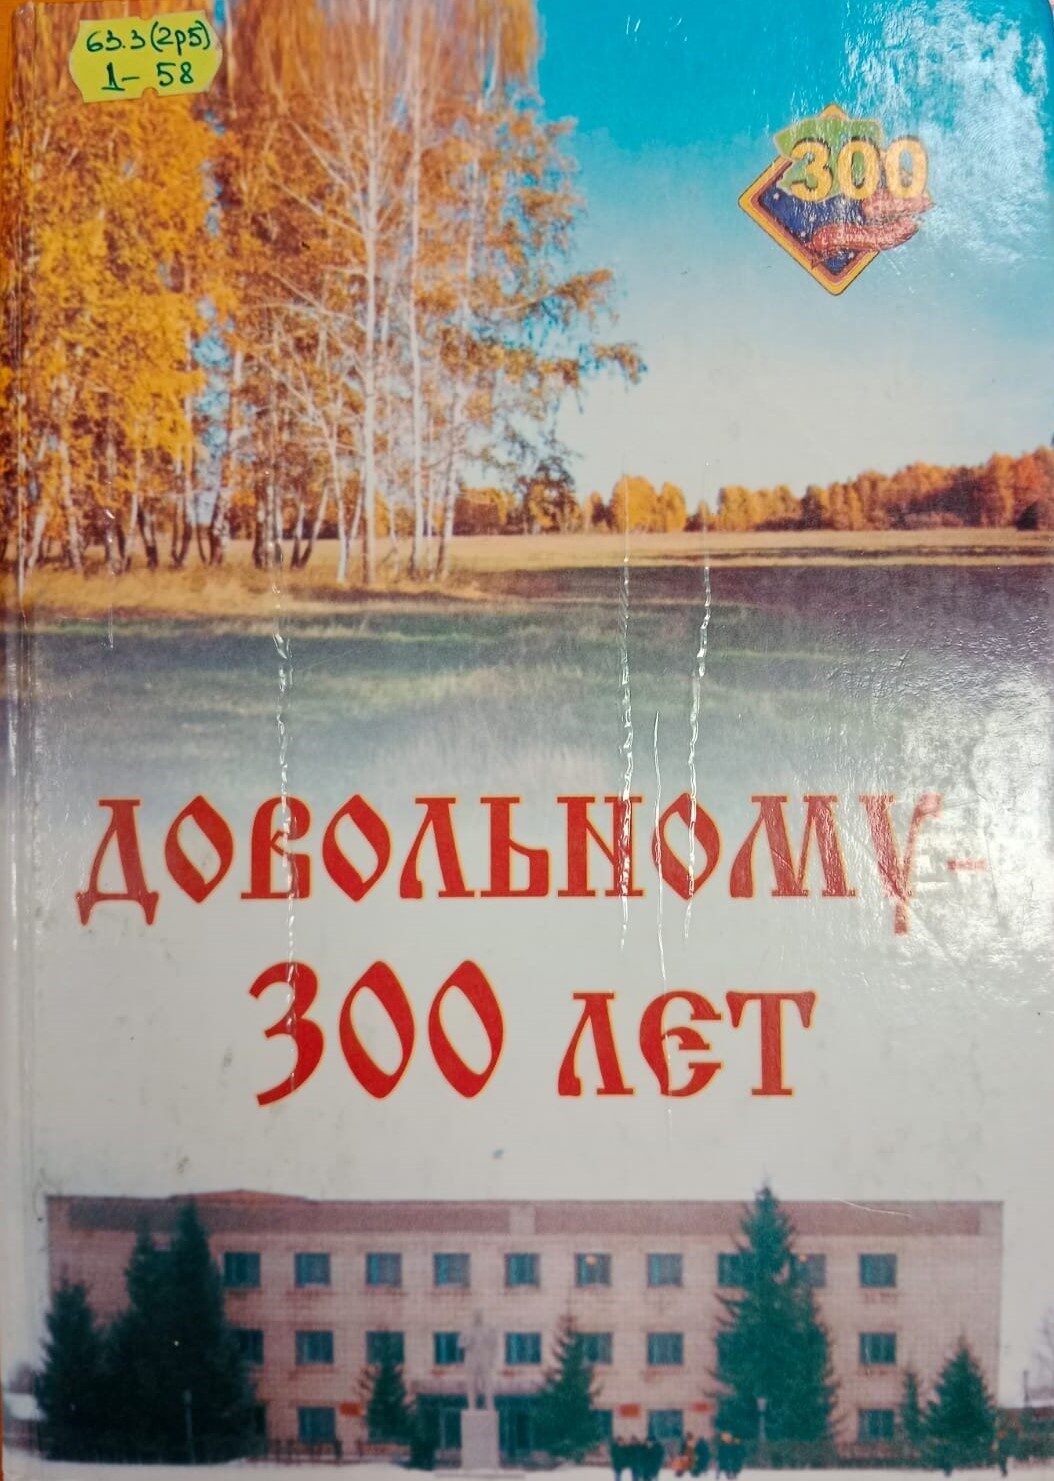 63.3(2р5)
Д-58
300
ДОВОЛЬНОМУ-
300 ЛЕТ